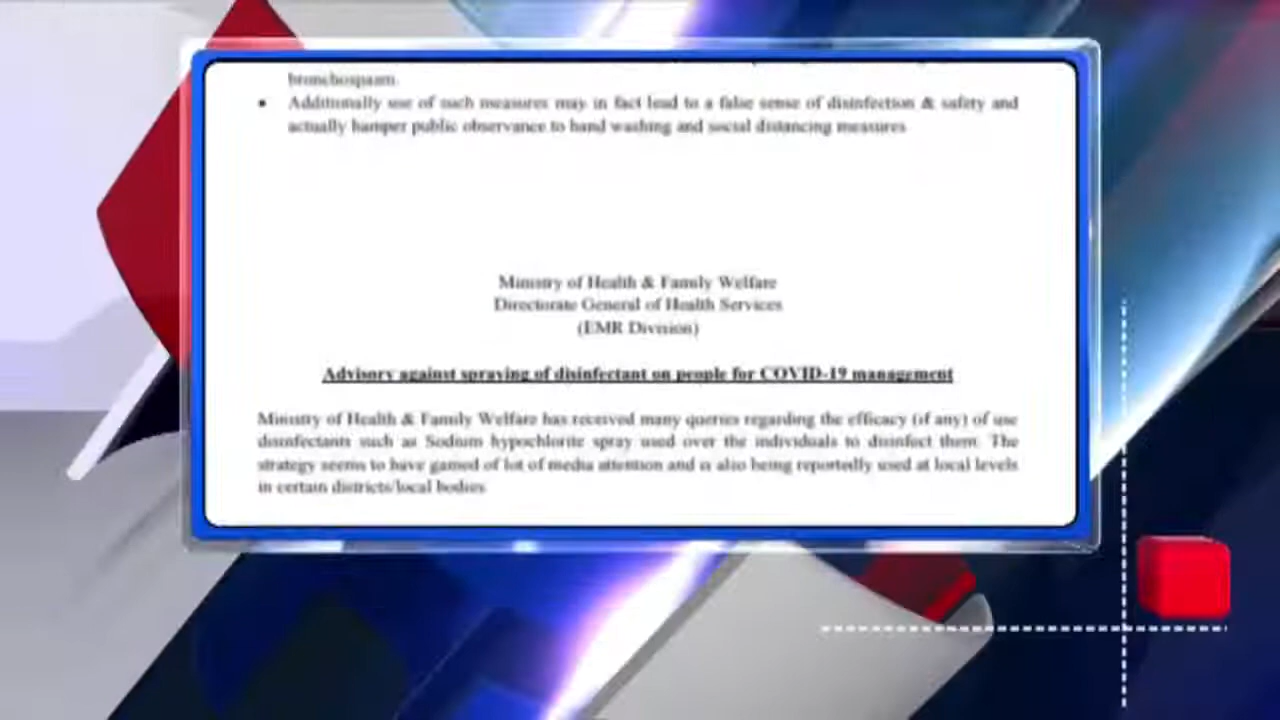 bronchospasm.
• Additionally use of such measures may in fact lead to a false sense of disinfection & safety and
actually hamper public observance to hand washing and social distancing measures.
Ministry of Health & Family Welfare
Directorate General of Health Services
(EMR Division)
Advisory against spraying of disinfectant on people for COVID-19 management
Ministry of Health & Family Welfare has received many queries regarding the efficacy (if any) of use
disinfectants such as Sodium hypochlorite spray used over the individuals to disinfect them. The
strategy seems to have gained of lot of media attention and is also being reportedly used at local levels
in certain districts/local bodies.